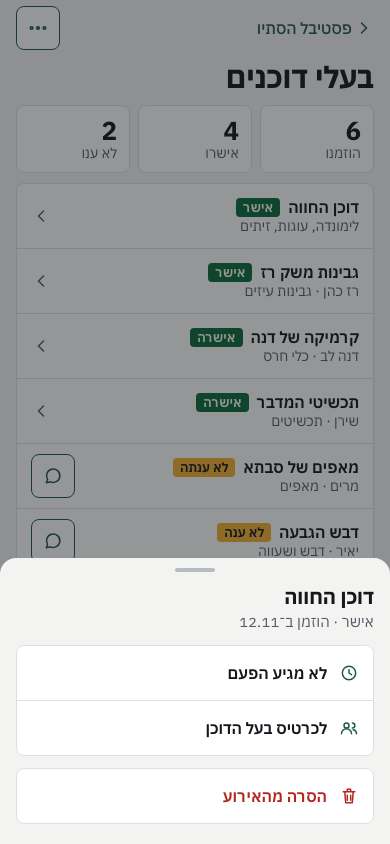 פסטיבל הסתיו
בעלי דוכנים
6
הוזמנו
4
אישרו
2
לא ענו
דוכן החווה אישר
לימונדה, עוגות, זיתים
גבינות משק רז אישר
רז כהן · גבינות עיזים
קרמיקה של דנה אישרה
דנה לב · כלי חרס
תכשיטי המדבר אישרה
שירן · תכשיטים
מאפים של סבתא לא ענתה
מרים · מאפים
דבש הגבעה לא ענה
יאיר · דבש ושעווה
דוכן החווה
אישר · הוזמן ב־12.11
לא מגיע הפעם
לכרטיס בעל הדוכן
הסרה מהאירוע